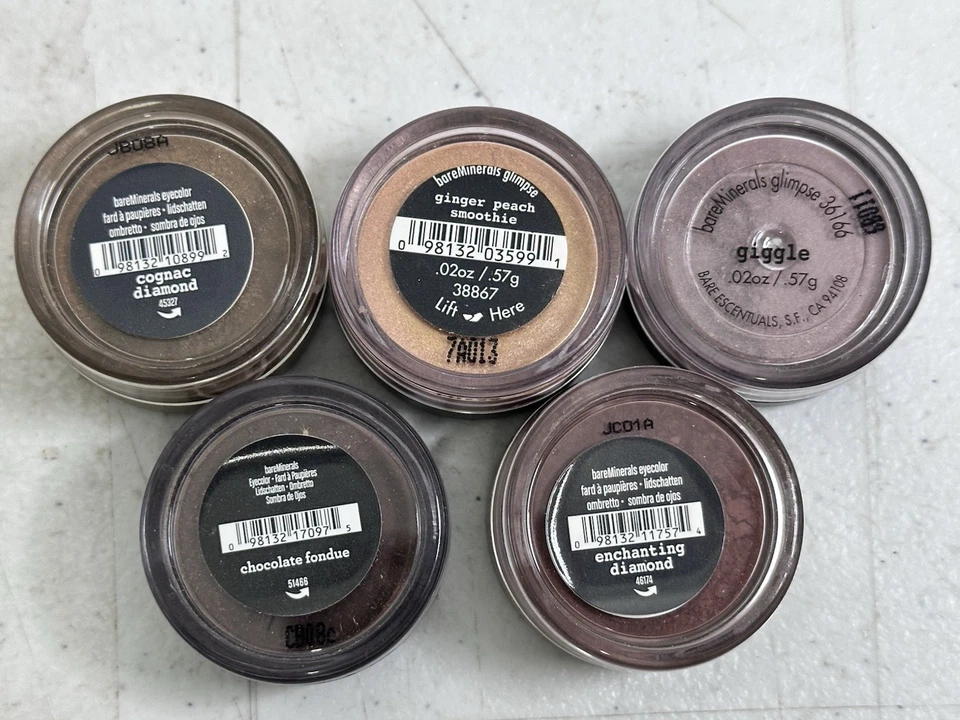 JB08A
bareMinerals eyecolor
fard à paupières • lidschatten
ombretto • sombra de ojos
0 98132 10899 2
cognac
diamond
45327
bareMinerals glimpse
ginger peach
smoothie
0 98132 03599 1
.02oz / .57g
38867
Lift Here
7A013
bareMinerals glimpse 36166
giggle
.02oz / .57g
BARE ESCENTUALS, S.F., CA 94108
bareMinerals
Eyecolor • Fard à Paupières
Lidschatten • Ombretto
Sombra de Ojos
0 98132 17097 5
chocolate fondue
51466
JC01A
bareMinerals eyecolor
fard à paupières • lidschatten
ombretto • sombra de ojos
0 98132 11757 4
enchanting
diamond
46174